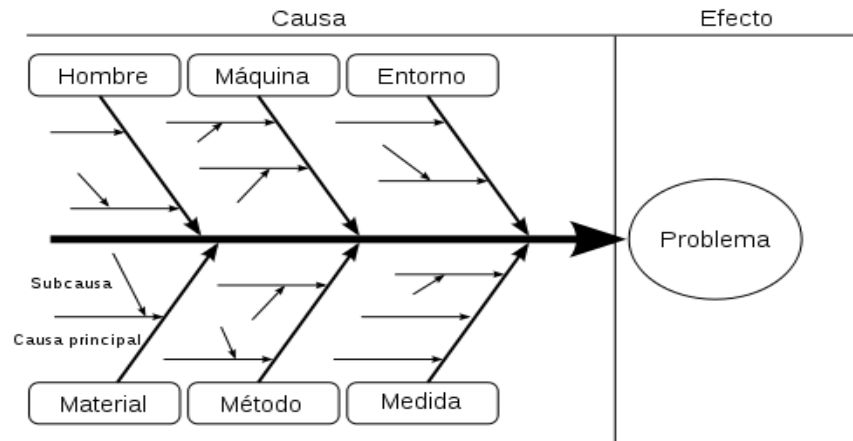 Causa
Efecto
Hombre
Máquina
Entorno
Problema
Subcausa
Causa principal
Material
Método
Medida